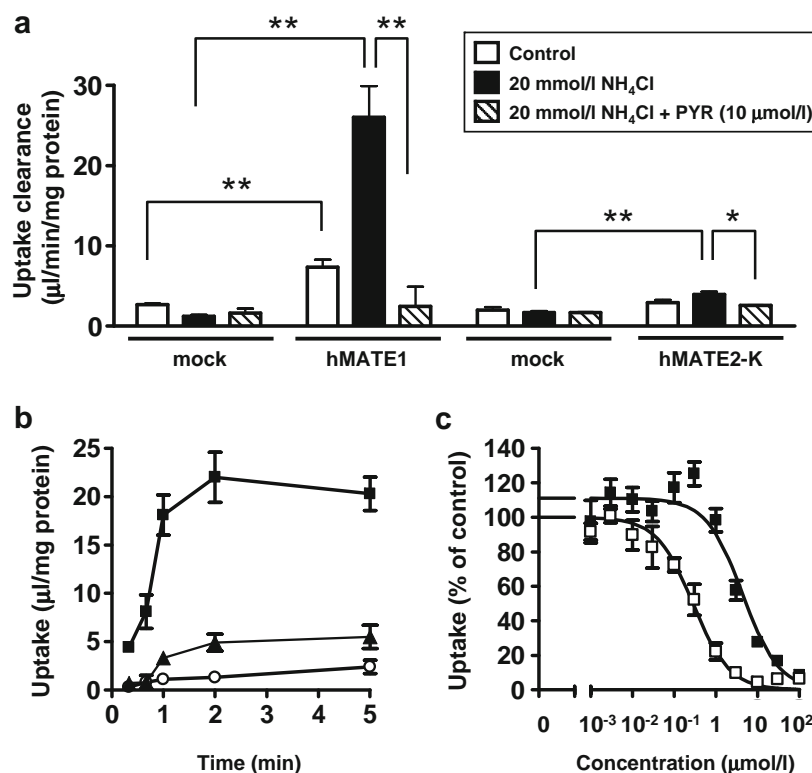 a
Control
20 mmol/l NH₄Cl
20 mmol/l NH₄Cl + PYR (10 μmol/l)
Uptake clearance
(μl/min/mg protein)
30
20
10
0
**
**
**
**
*
mock
hMATE1
mock
hMATE2-K
b
Uptake (μl/mg protein)
25
20
15
10
5
0
0
1
2
3
4
5
Time (min)
c
Uptake (% of control)
140
120
100
80
60
40
20
0
0
10⁻³
10⁻²
10⁻¹
1
10
10²
Concentration (μmol/l)